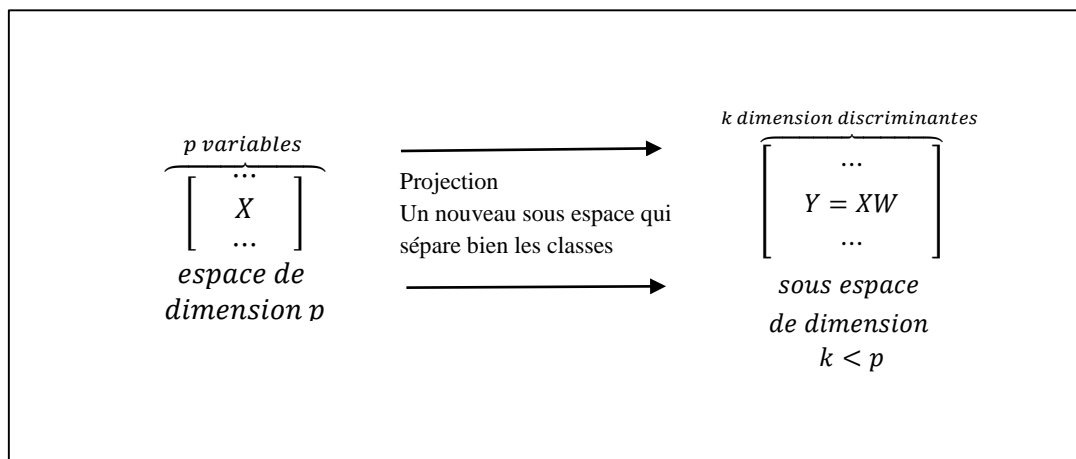 p variables
...
X
...
espace de
dimension p
Projection
Un nouveau sous espace qui
sépare bien les classes
k dimension discriminantes
...
Y = XW
...
sous espace
de dimension
k < p